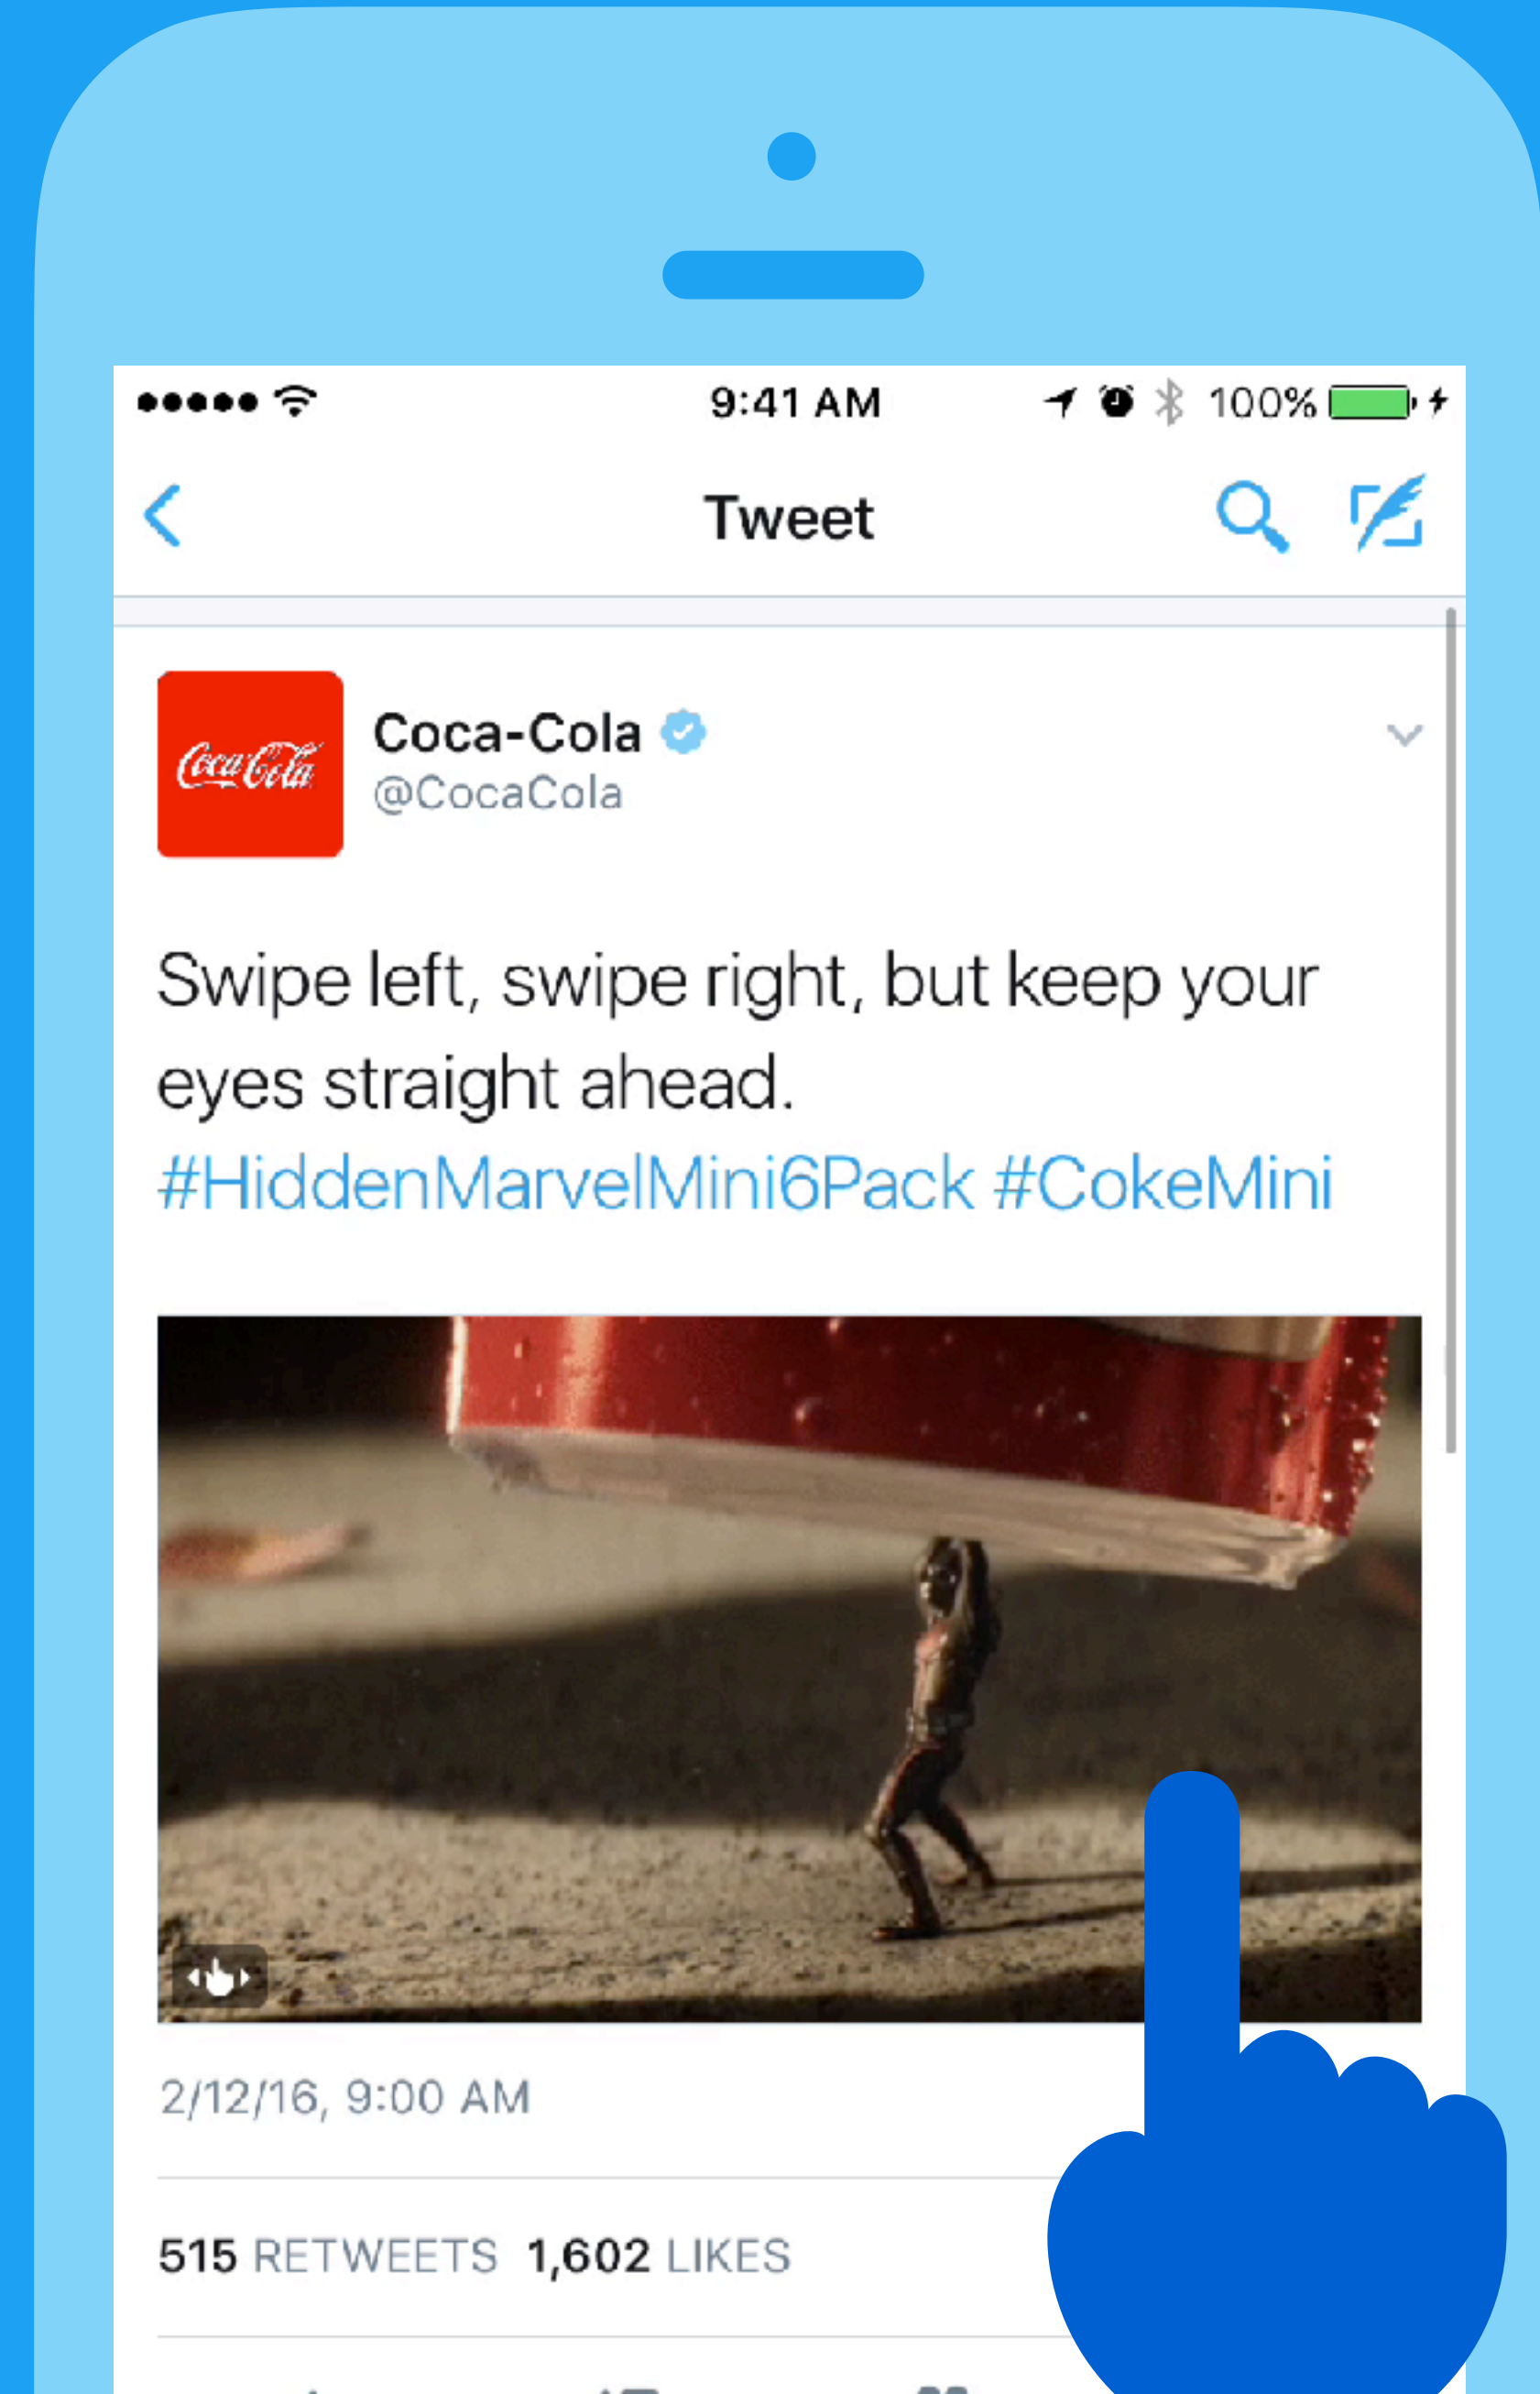 9:41 AM 100%
Tweet
Coca-Cola
Coca-Cola
@CocaCola
Swipe left, swipe right, but keep your
eyes straight ahead.
#HiddenMarvelMini6Pack #CokeMini
2/12/16, 9:00 AM
515 RETWEETS 1,602 LIKES